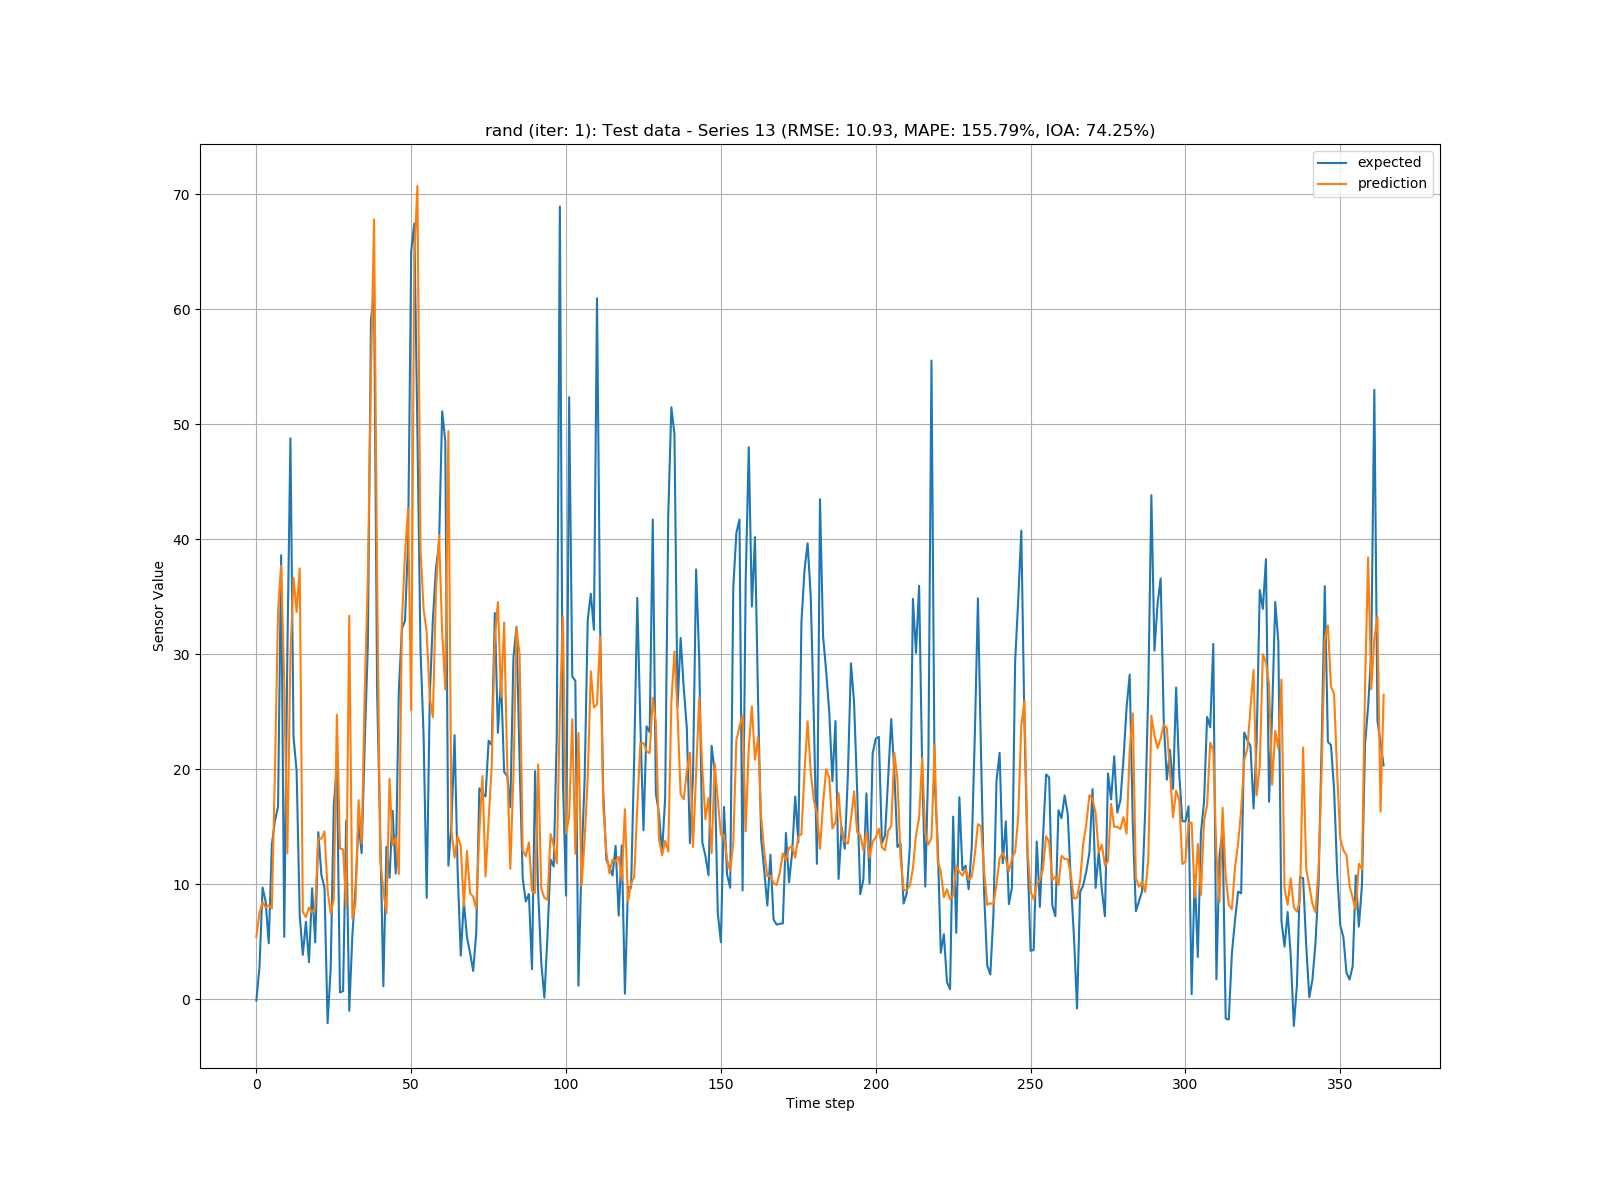 rand (iter: 1): Test data - Series 13 (RMSE: 10.93, MAPE: 155.79%, IOA: 74.25%)
expected
prediction
70
60
50
40
30
20
10
0
Sensor Value
0 50 100 150 200 250 300 350
Time step